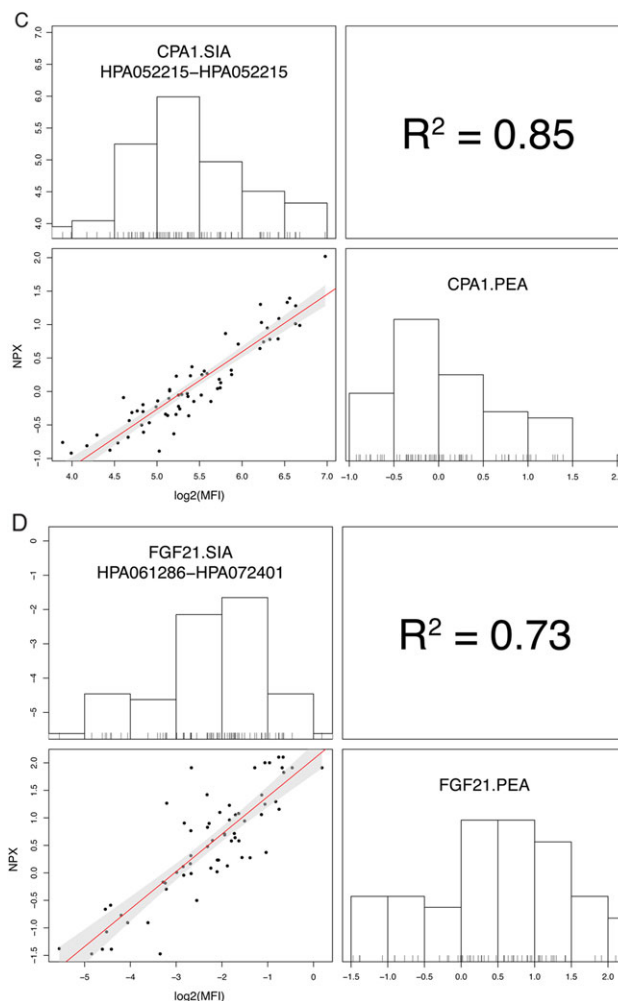 C
7.0
6.5
6.0
5.5
5.0
4.5
4.0
CPA1.SIA
HPA052215−HPA052215
R² = 0.85
NPX
2.0
1.5
1.0
0.5
0.0
−0.5
−1.0
4.0 4.5 5.0 5.5 6.0 6.5 7.0
log2(MFI)
CPA1.PEA
−1.0 −0.5 0.0 0.5 1.0 1.5 2.0
D
0
−1
−2
−3
−4
−5
FGF21.SIA
HPA061286−HPA072401
R² = 0.73
NPX
2.0
1.5
1.0
0.5
0.0
−0.5
−1.0
−1.5
−5 −4 −3 −2 −1 0
log2(MFI)
FGF21.PEA
−1.5 −1.0 −0.5 0.0 0.5 1.0 1.5 2.0